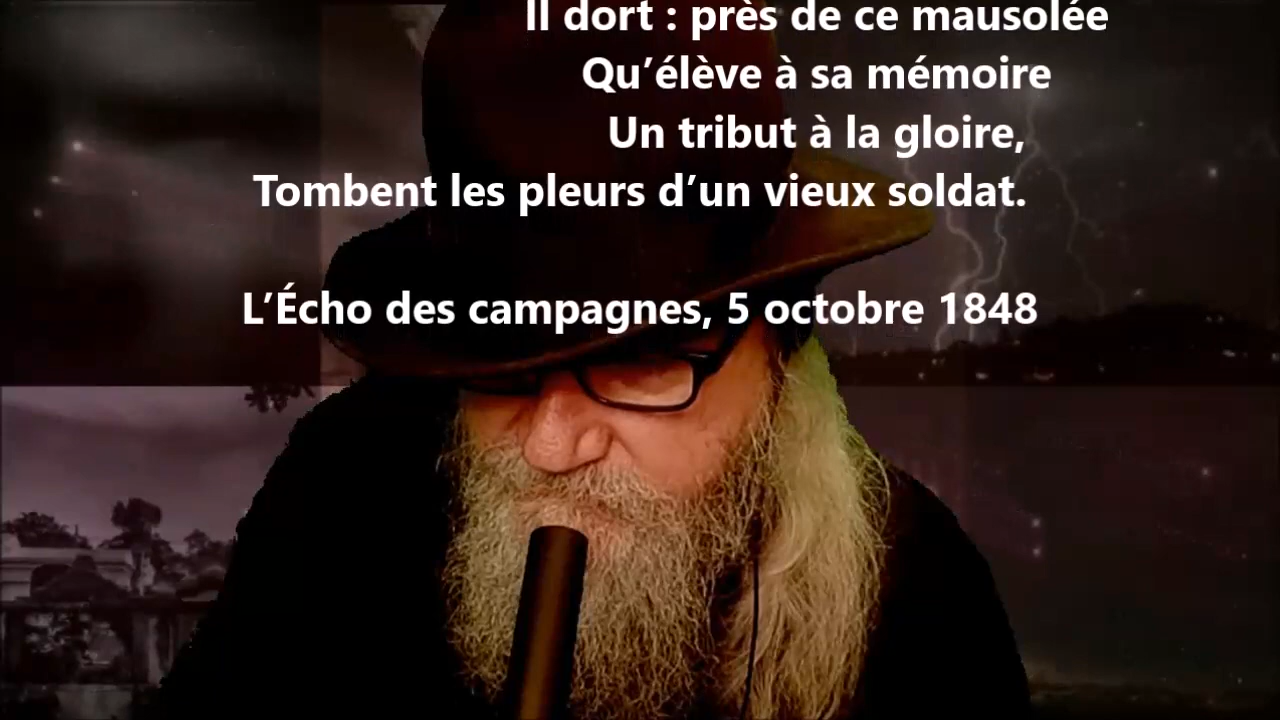 Il dort : près de ce mausolée
Qu’élève à sa mémoire
Un tribut à la gloire,
Tombent les pleurs d’un vieux soldat.
L’Écho des campagnes, 5 octobre 1848